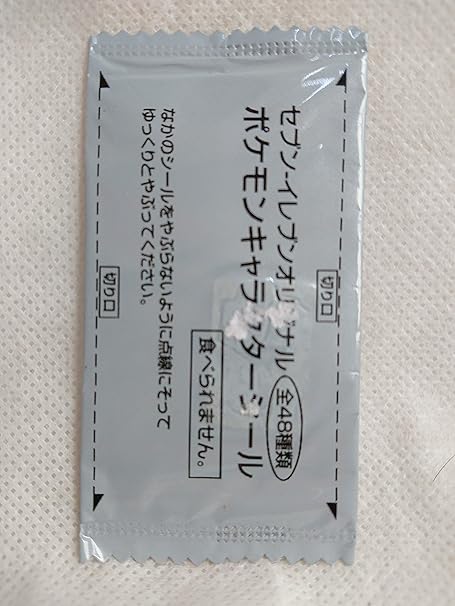 セブン-イレブンオリジナル 全48種類
ポケモンキャラクターシール
食べられません。
なかのシールをやぶらないように点線にそって
ゆっくりとやぶってください。
切り口
切り口